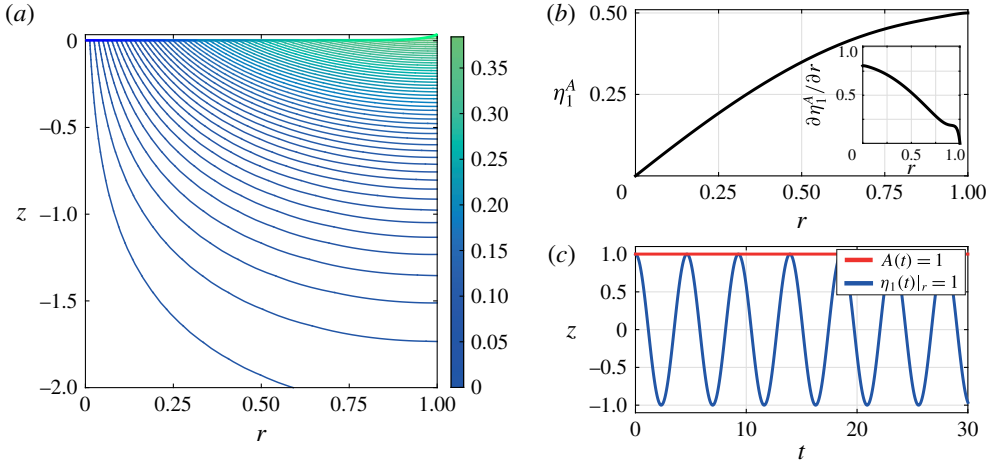 (a)
0
−0.5
−1.0
−1.5
−2.0
z
0 0.25 0.50 0.75 1.00
r
0.35
0.30
0.25
0.20
0.15
0.10
0.05
0
(b)
0.50
0.25
η₁ᴬ
0 0.25 0.50 0.75 1.00
r
1.0
0.5
∂η₁ᴬ/∂r
0 0.5 1.0
r
(c)
1.0
0.5
0
−0.5
−1.0
z
0 10 20 30
t
A(t) = 1
η₁(t)|ᵣ = 1